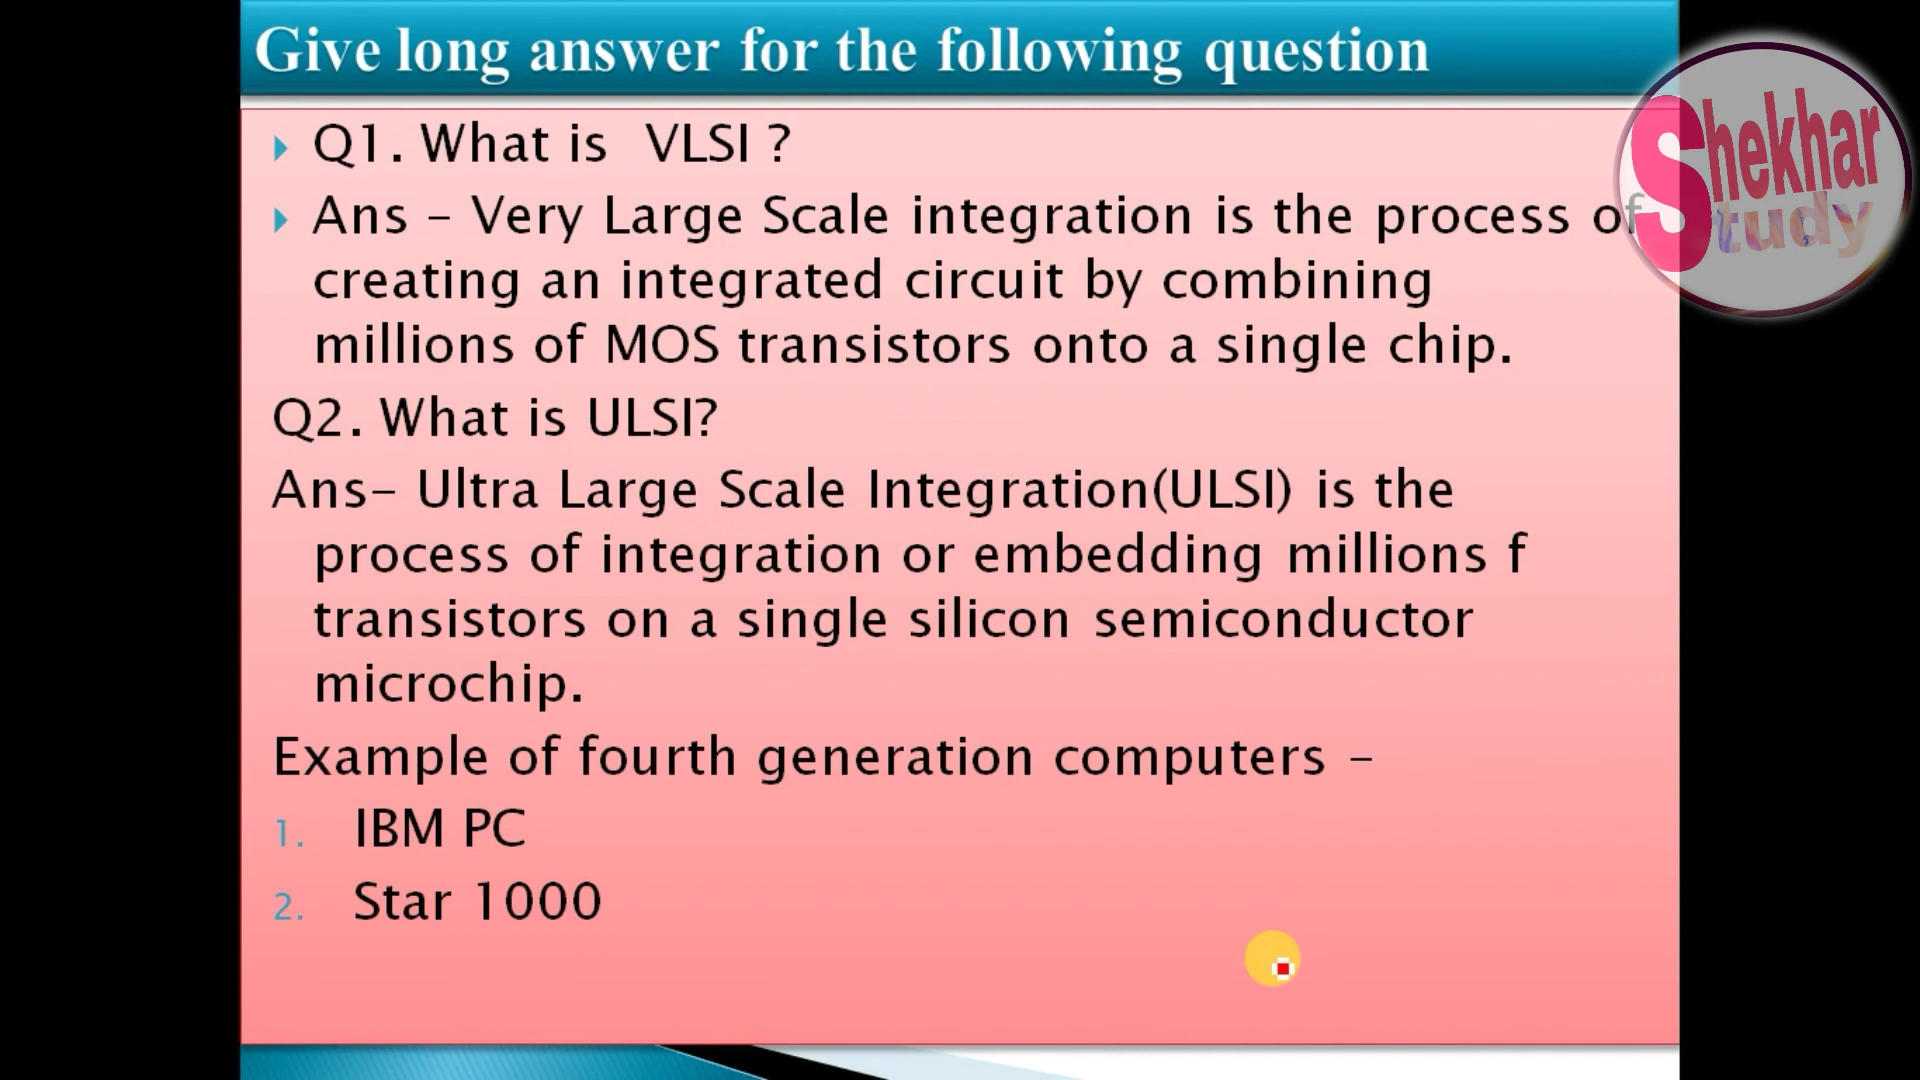 Give long answer for the following question
Q1. What is VLSI ?
Ans – Very Large Scale integration is the process of
creating an integrated circuit by combining
millions of MOS transistors onto a single chip.
Q2. What is ULSI?
Ans– Ultra Large Scale Integration(ULSI) is the
process of integration or embedding millions f
transistors on a single silicon semiconductor
microchip.
Example of fourth generation computers –
1. IBM PC
2. Star 1000
Shekhar
Study